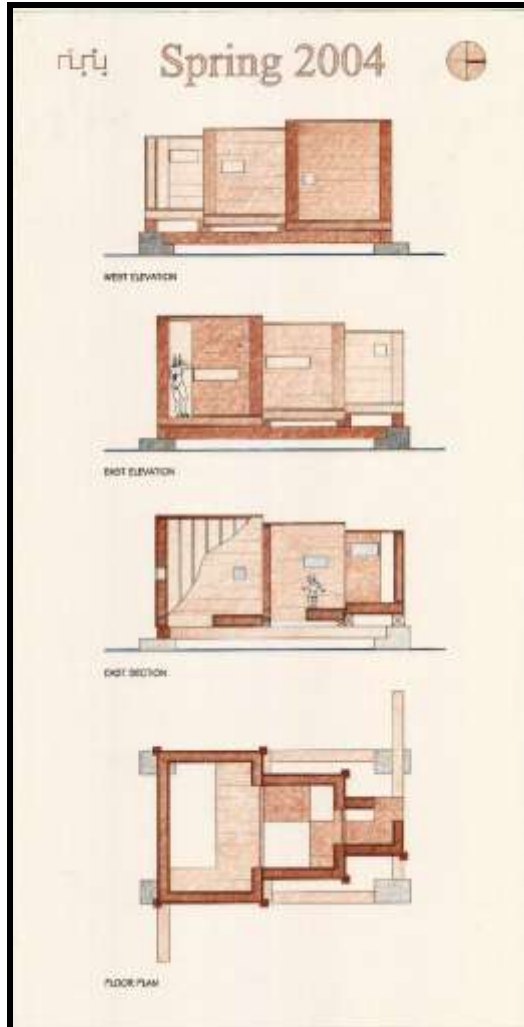 Spring 2004
WEST ELEVATION
EAST ELEVATION
EAST SECTION
FLOOR PLAN